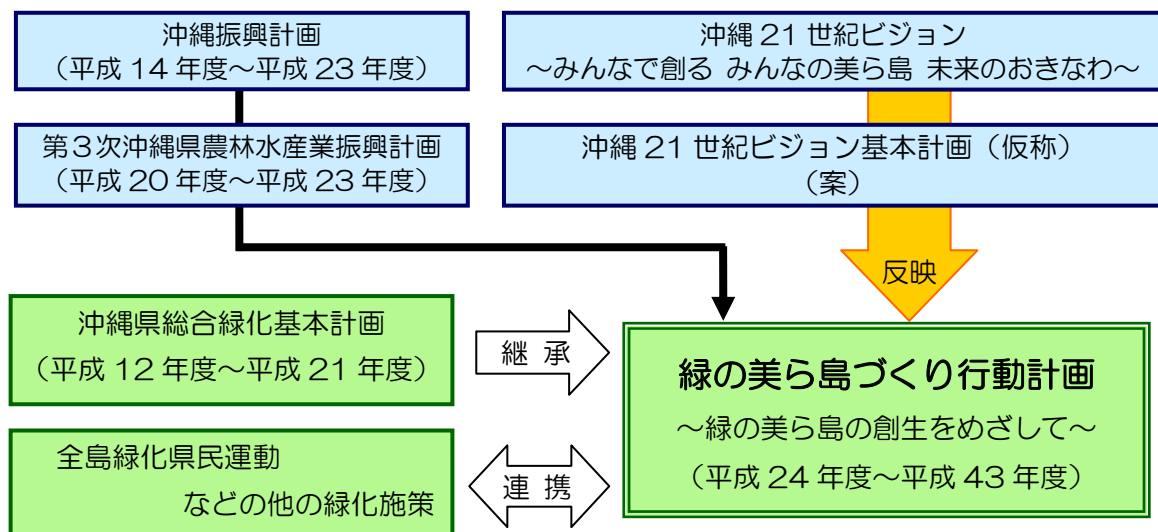 沖縄振興計画
（平成 14 年度～平成 23 年度）
沖縄 21 世紀ビジョン
～みんなで創る みんなの美ら島 未来のおきなわ～
第３次沖縄県農林水産業振興計画
（平成 20 年度～平成 23 年度）
沖縄 21 世紀ビジョン基本計画（仮称）
（案）
反映
沖縄県総合緑化基本計画
（平成 12 年度～平成 21 年度）
継 承
緑の美ら島づくり行動計画
～緑の美ら島の創生をめざして～
（平成 24 年度～平成 43 年度）
全島緑化県民運動
などの他の緑化施策
連 携